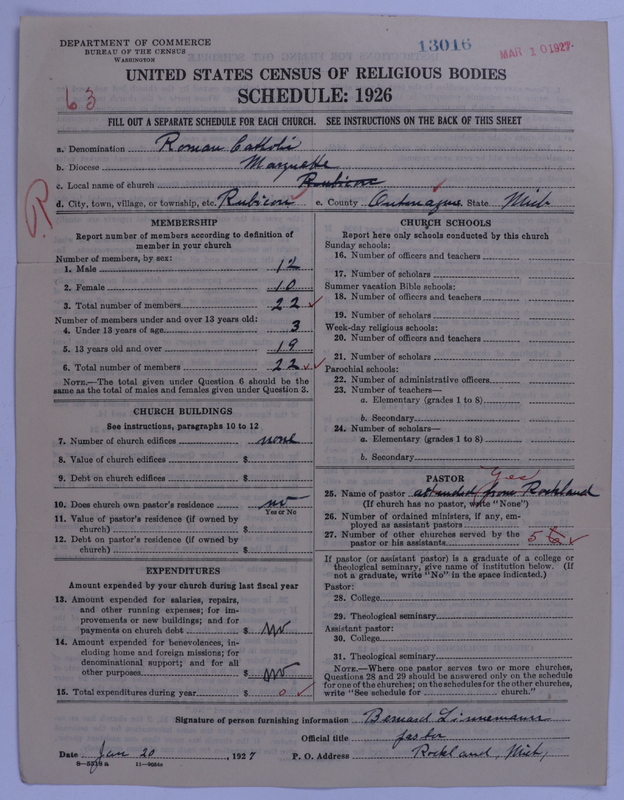 DEPARTMENT OF COMMERCE
BUREAU OF THE CENSUS
WASHINGTON
13016
MAR 10 1927
UNITED STATES CENSUS OF RELIGIOUS BODIES
SCHEDULE: 1926
63
FILL OUT A SEPARATE SCHEDULE FOR EACH CHURCH. SEE INSTRUCTIONS ON THE BACK OF THIS SHEET
a. Denomination Roman Catholic
b. Diocese Marquette
c. Local name of church Rubicon
d. City, town, village, or township, etc. Rubicon e. County State Mich
MEMBERSHIP
Report number of members according to definition of
member in your church
Number of members, by sex:
1. Male 12
2. Female 10
3. Total number of members 22
Number of members under and over 13 years old:
4. Under 13 years of age 3
5. 13 years old and over 19
6. Total number of members 22
NOTE.—The total given under Question 6 should be the
same as the total of males and females given under Question 3.
CHURCH BUILDINGS
See instructions, paragraphs 10 to 12
7. Number of church edifices none
8. Value of church edifices $
9. Debt on church edifices $
10. Does church own pastor's residence no
Yes or No
11. Value of pastor's residence (if owned by
church) $
12. Debt on pastor's residence (if owned by
church) $
EXPENDITURES
Amount expended by your church during last fiscal year
13. Amount expended for salaries, repairs,
and other running expenses; for im-
provements or new buildings; and for
payments on church debt $ no
14. Amount expended for benevolences, in-
cluding home and foreign missions; for
denominational support; and for all
other purposes $ no
15. Total expenditures during year $ 0
CHURCH SCHOOLS
Report here only schools conducted by this church
Sunday schools:
16. Number of officers and teachers
17. Number of scholars
Summer vacation Bible schools:
18. Number of officers and teachers
19. Number of scholars
Week-day religious schools:
20. Number of officers and teachers
21. Number of scholars
Parochial schools:
22. Number of administrative officers
23. Number of teachers—
a. Elementary (grades 1 to 8)
b. Secondary
24. Number of scholars—
a. Elementary (grades 1 to 8)
b. Secondary
PASTOR
Yes
25. Name of pastor attended from Rockland
(If church has no pastor, write "None")
26. Number of ordained ministers, if any, em-
ployed as assistant pastors
27. Number of other churches served by the
pastor or his assistants 5
If pastor (or assistant pastor) is a graduate of a college or
theological seminary, give name of institution below. (If
not a graduate, write "No" in the space indicated.)
Pastor:
28. College
29. Theological seminary
Assistant pastor:
30. College
31. Theological seminary
NOTE.—Where one pastor serves two or more churches,
Questions 28 and 29 should be answered only on the schedule
for one of the churches; on the schedules for the other churches,
write "See schedule for church."
Signature of person furnishing information Bernard Linnemann
Official title pastor
Date Jan 20, 1927 P. O. Address Rockland, Mich,
8—5518 a